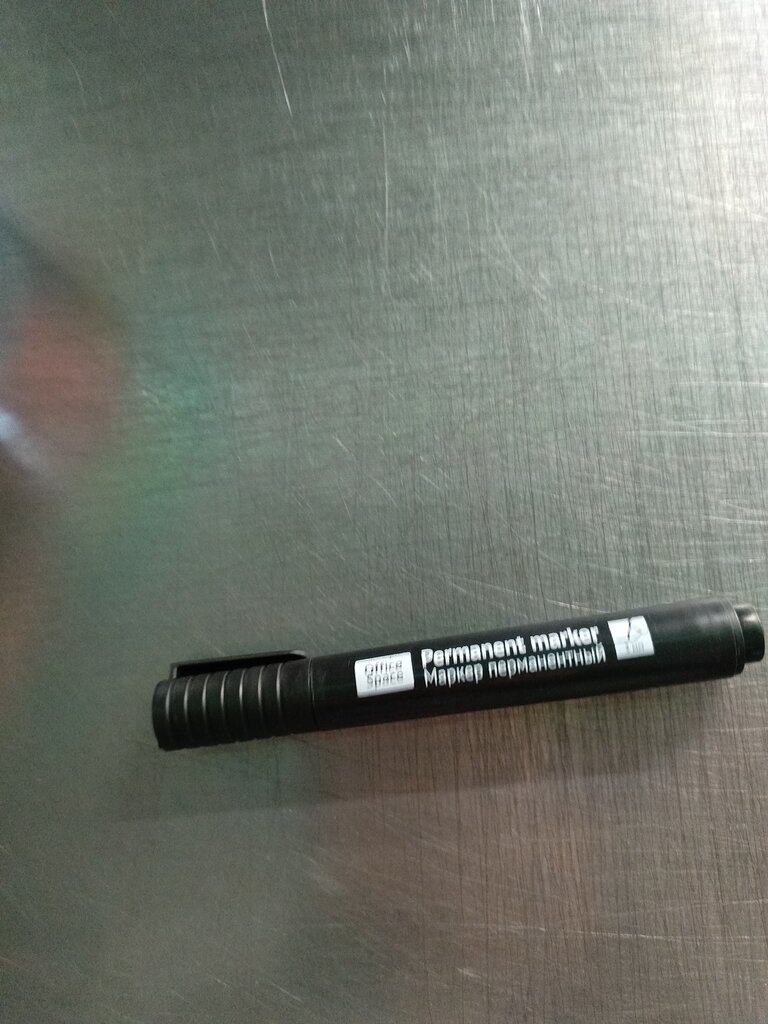 Office
Space
Permanent marker
Маркер перманентный